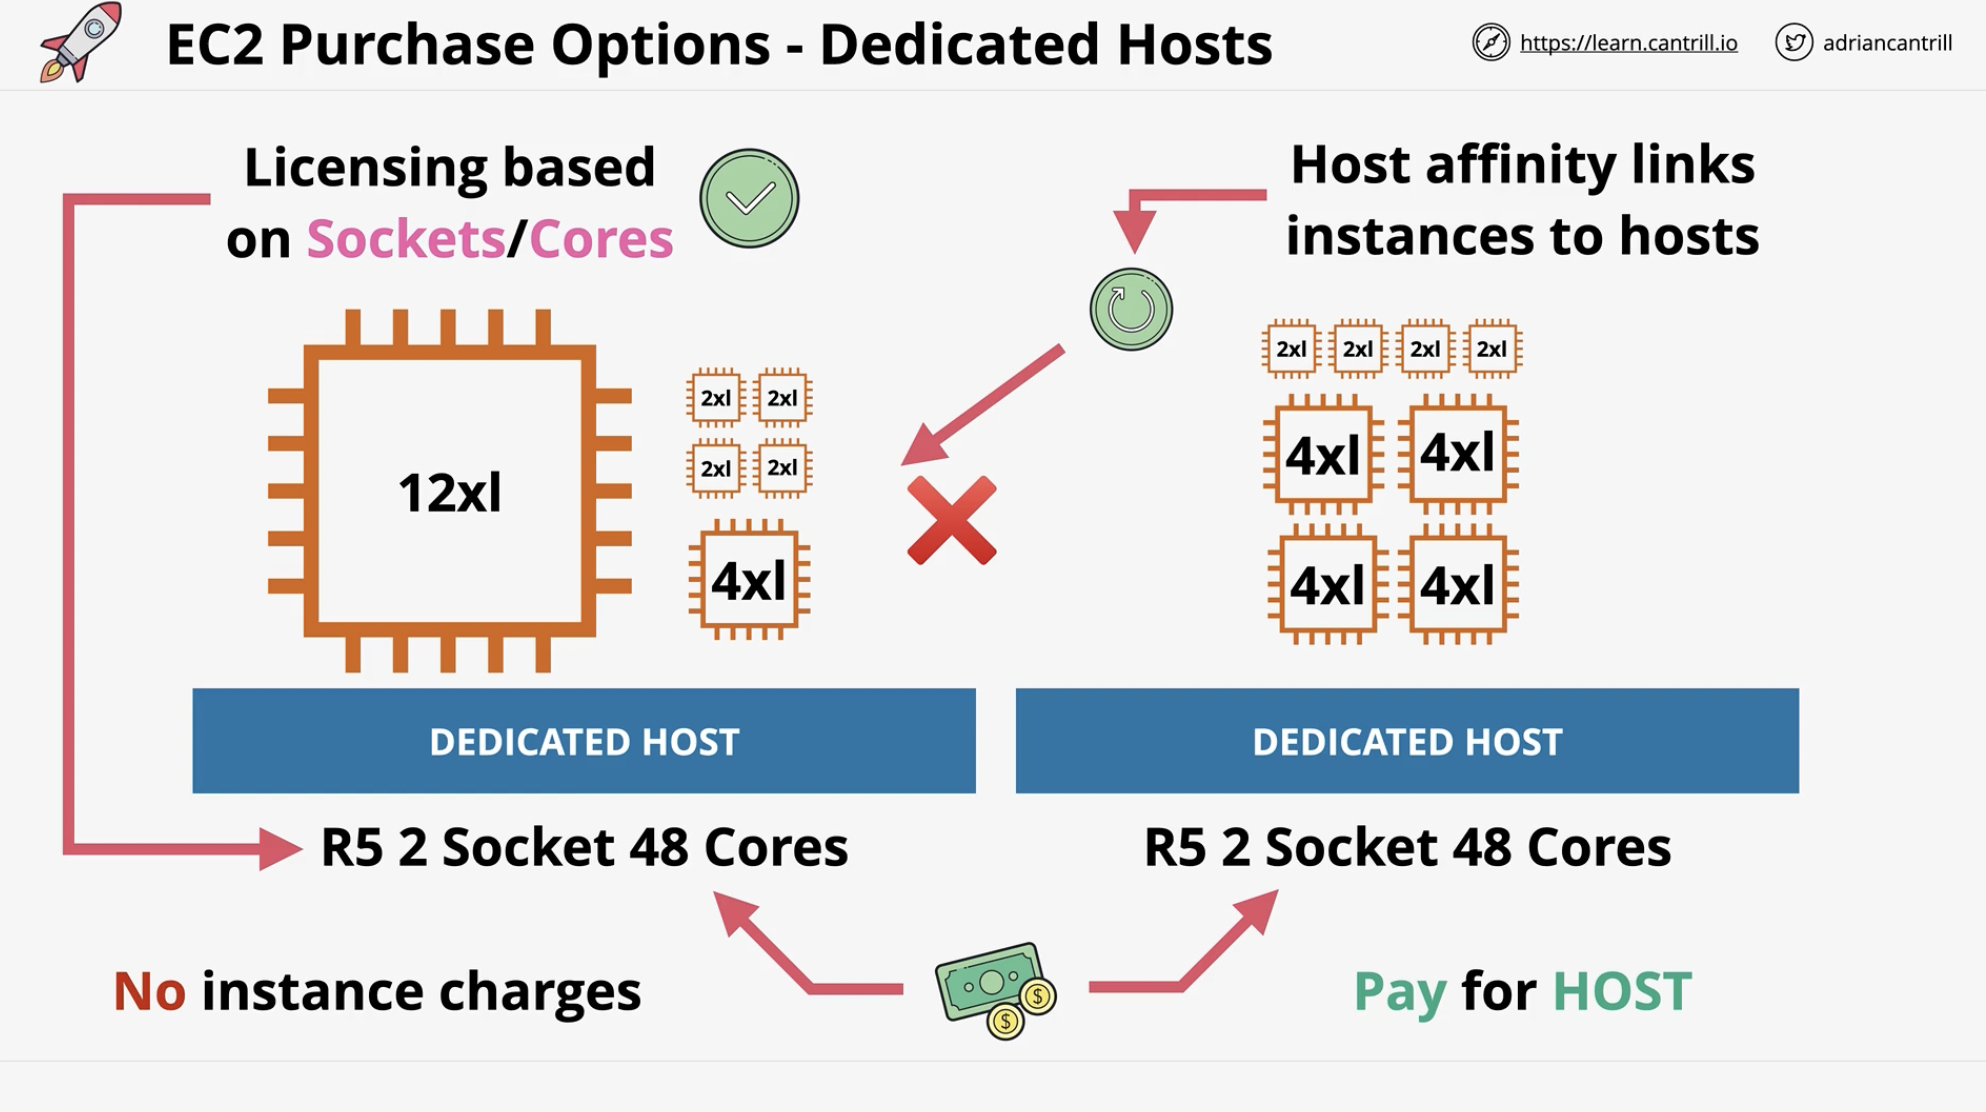 EC2 Purchase Options - Dedicated Hosts
https://learn.cantrill.io
adriancantrill
Licensing based
on Sockets/Cores
Host affinity links
instances to hosts
12xl
2xl 2xl
2xl 2xl
4xl
2xl 2xl 2xl 2xl
4xl 4xl
4xl 4xl
DEDICATED HOST
DEDICATED HOST
R5 2 Socket 48 Cores
R5 2 Socket 48 Cores
No instance charges
$
$
Pay for HOST